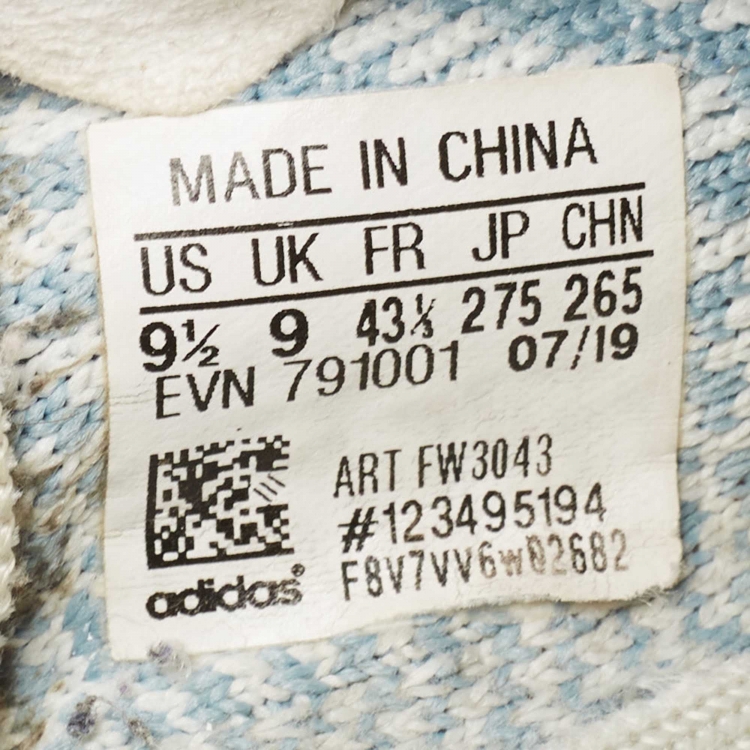 MADE IN CHINA
US UK FR JP CHN
9½ 9 43⅓ 275 265
EVN 791001 07/19
ART FW3043
#123495194
F8V7VV6w02682
adidas®